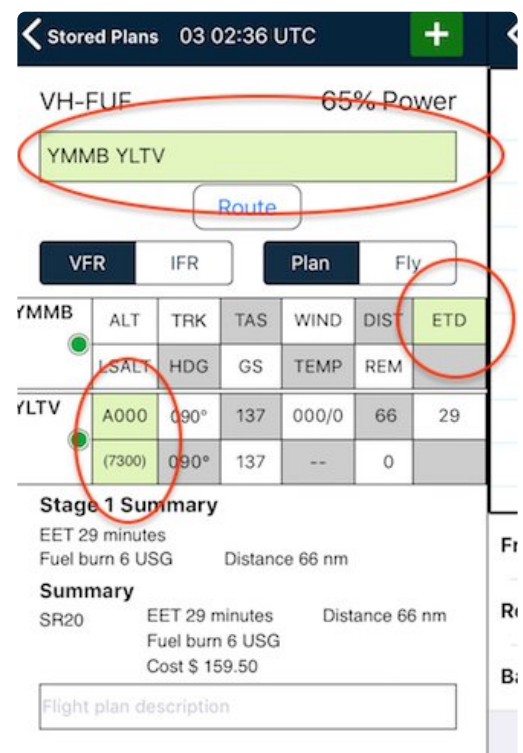 Stored Plans 03 02:36 UTC +
VH-FUF 65% Power
YMMB YLTV
Route
VFR IFR Plan Fly
YMMB ALT TRK TAS WIND DIST ETD
LSALT HDG GS TEMP REM
YLTV A000 090° 137 000/0 66 29
(7300) 090° 137 -- 0
Stage 1 Summary
EET 29 minutes
Fuel burn 6 USG Distance 66 nm
Summary
SR20 EET 29 minutes Distance 66 nm
Fuel burn 6 USG
Cost $ 159.50
Flight plan description